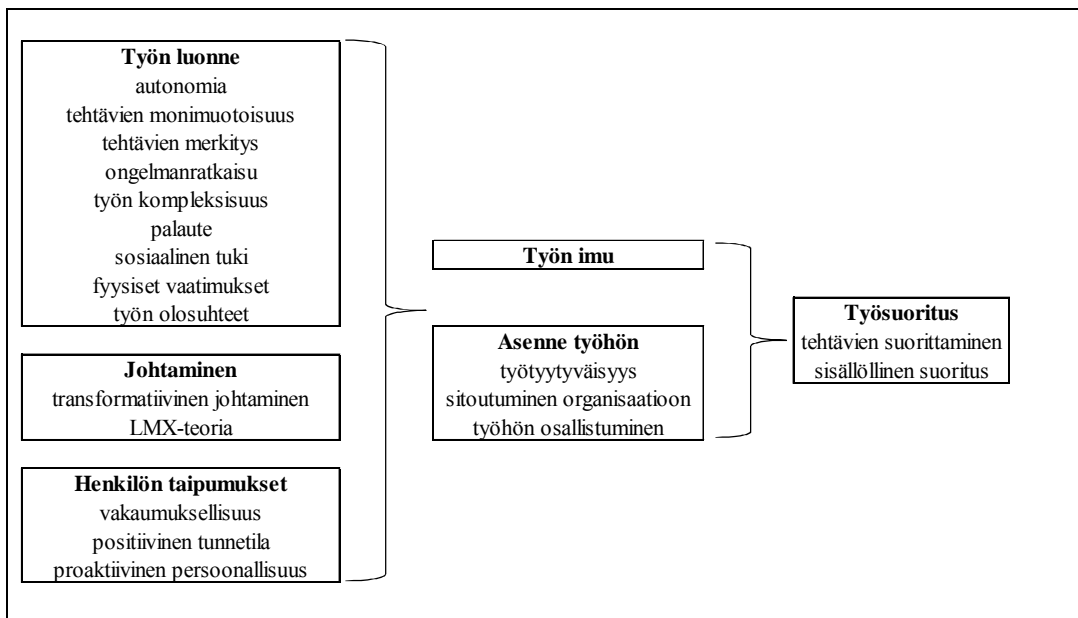 Työn luonne
autonomia
tehtävien monimuotoisuus
tehtävien merkitys
ongelmanratkaisu
työn kompleksisuus
palaute
sosiaalinen tuki
fyysiset vaatimukset
työn olosuhteet
Johtaminen
transformatiivinen johtaminen
LMX-teoria
Henkilön taipumukset
vakaumuksellisuus
positiivinen tunnetila
proaktiivinen persoonallisuus
Työn imu
Asenne työhön
työtyytyväisyys
sitoutuminen organisaatioon
työhön osallistuminen
Työsuoritus
tehtävien suorittaminen
sisällöllinen suoritus